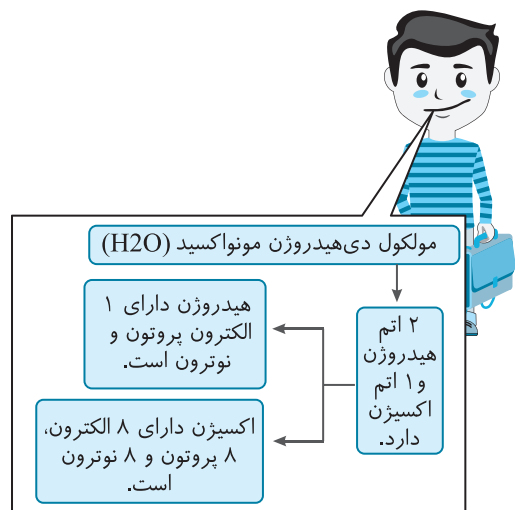 مولکول دی‌هیدروژن مونواکسید (H2O)
۲ اتم
هیدروژن
و۱ اتم
اکسیژن
دارد.
هیدروژن دارای ۱
الکترون پروتون و
نوترون است.
اکسیژن دارای ۸ الکترون،
۸ پروتون و ۸ نوترون
است.